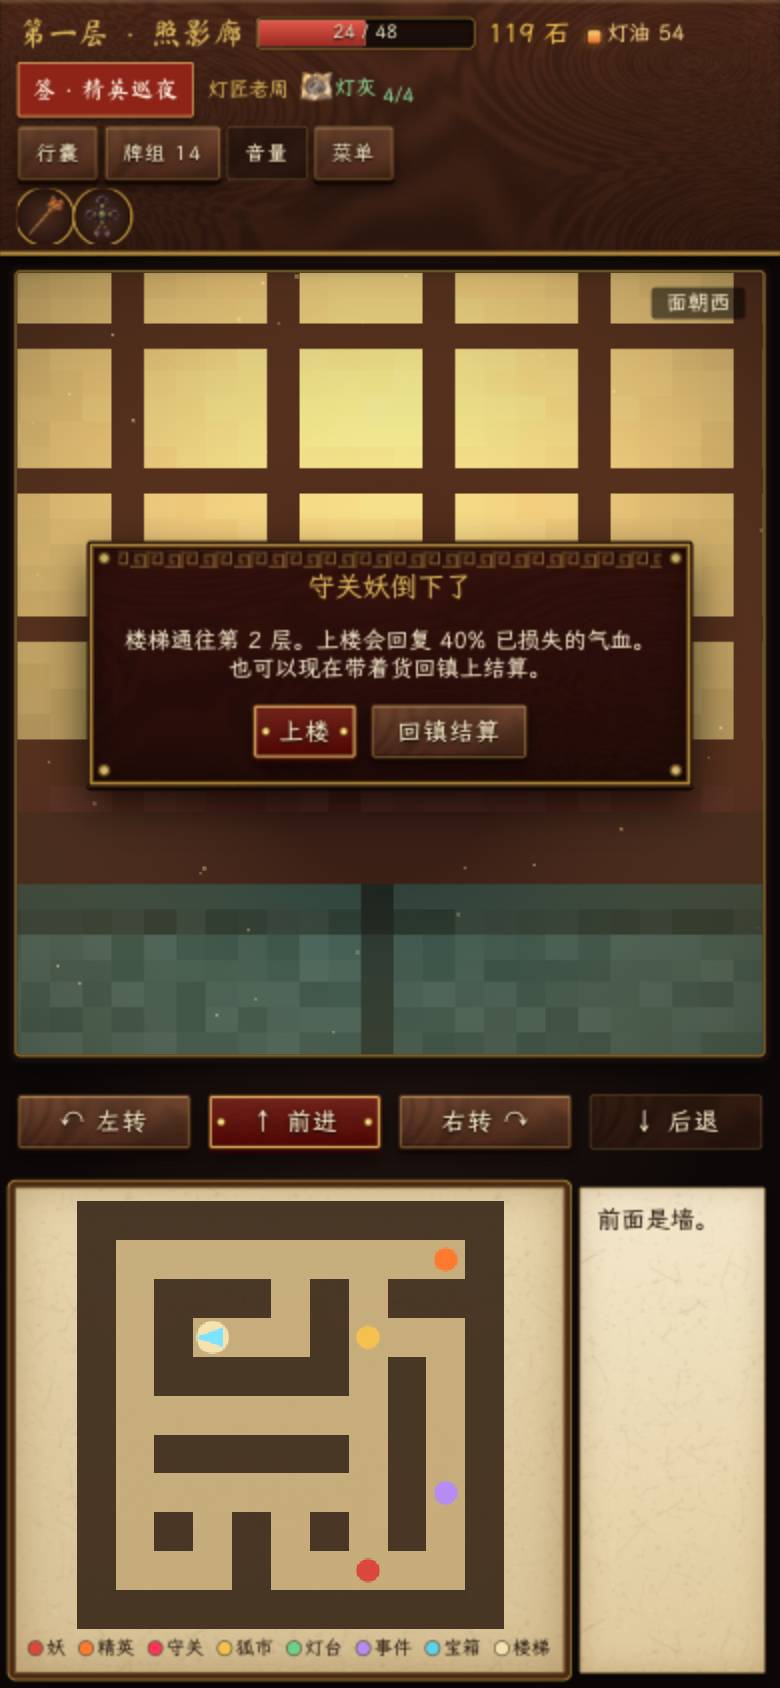 第一层 · 照影廊 24 / 48 119 石 灯油 54
签 · 精英巡夜 灯匠老周 灯灰 4/4
行囊 牌组 14 音量 菜单
面朝西
守关妖倒下了
楼梯通往第 2 层。上楼会回复 40% 已损失的气血。
也可以现在带着货回镇上结算。
上楼 回镇结算
↶ 左转 ↑ 前进 右转 ↷ ↓ 后退
前面是墙。
妖 精英 守关 狐市 灯台 事件 宝箱 楼梯